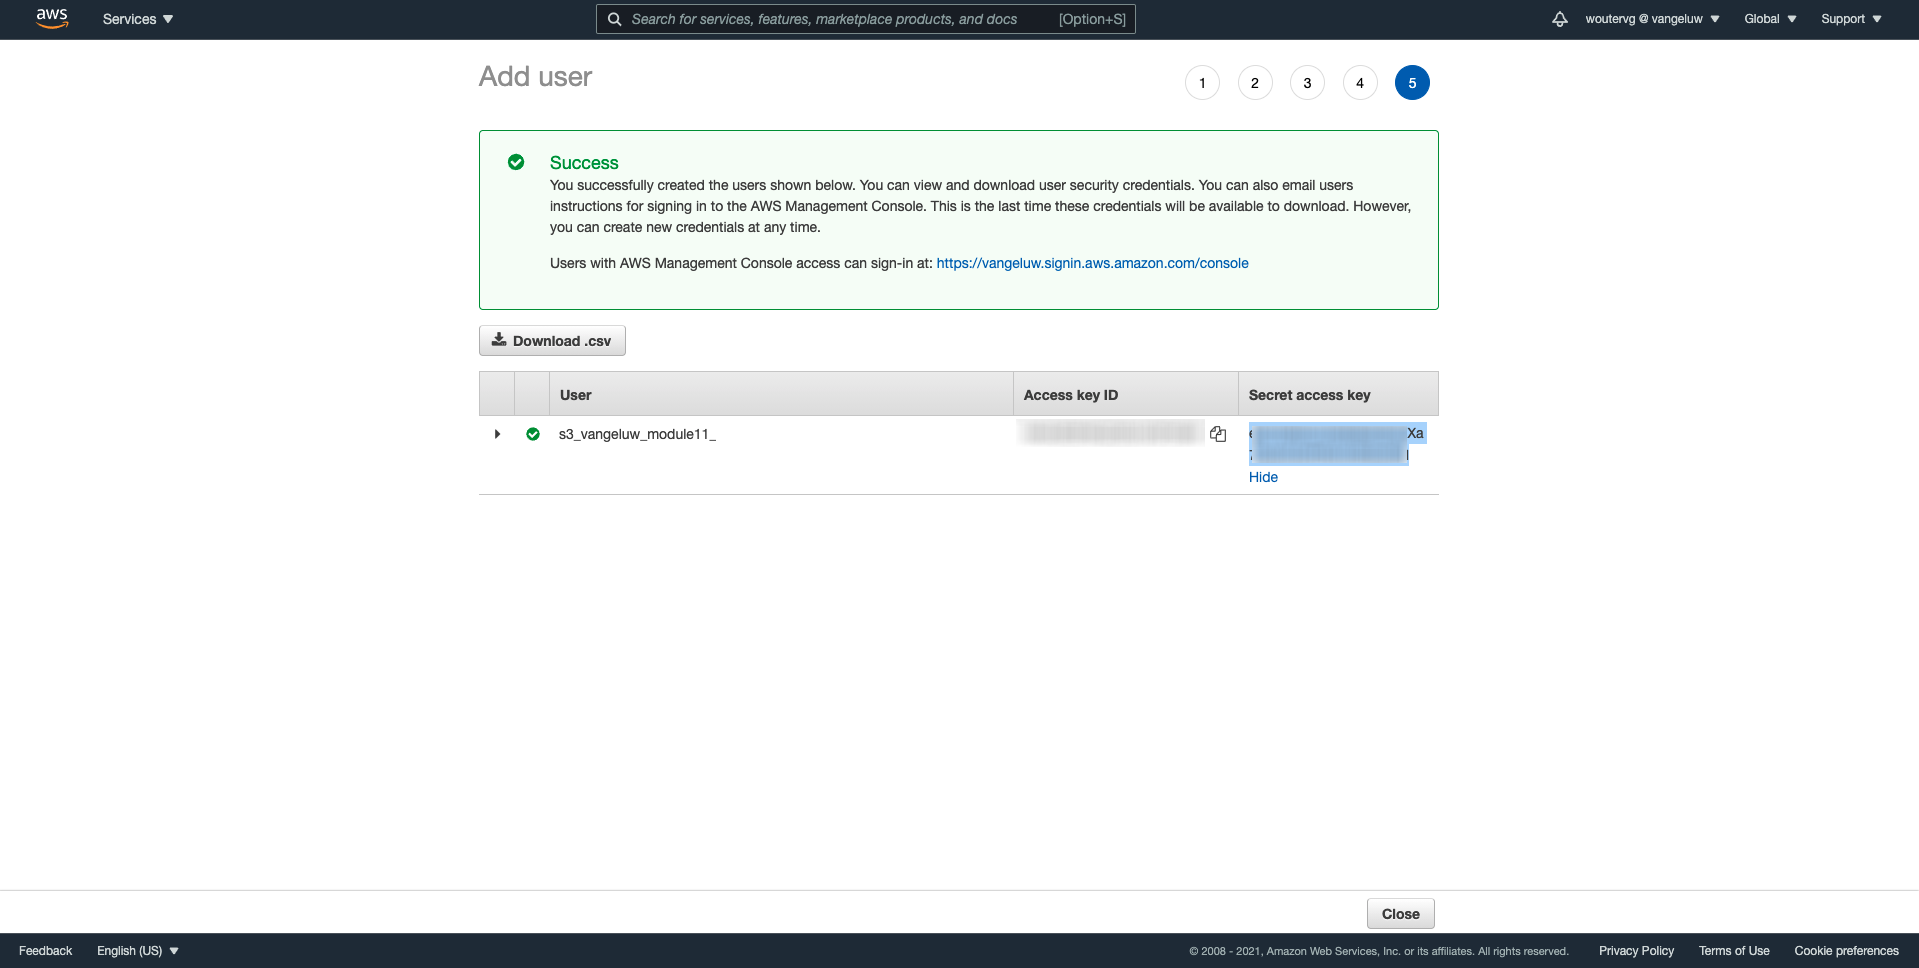 aws Services Search for services, features, marketplace products, and docs [Option+S] woutervg @ vangeluw Global Support
Add user
1 2 3 4 5
Success
You successfully created the users shown below. You can view and download user security credentials. You can also email users
instructions for signing in to the AWS Management Console. This is the last time these credentials will be available to download. However,
you can create new credentials at any time.
Users with AWS Management Console access can sign-in at: https://vangeluw.signin.aws.amazon.com/console
Download .csv
User Access key ID Secret access key
s3_vangeluw_module11_ Xa
Hide
Close
Feedback English (US) © 2008 - 2021, Amazon Web Services, Inc. or its affiliates. All rights reserved. Privacy Policy Terms of Use Cookie preferences